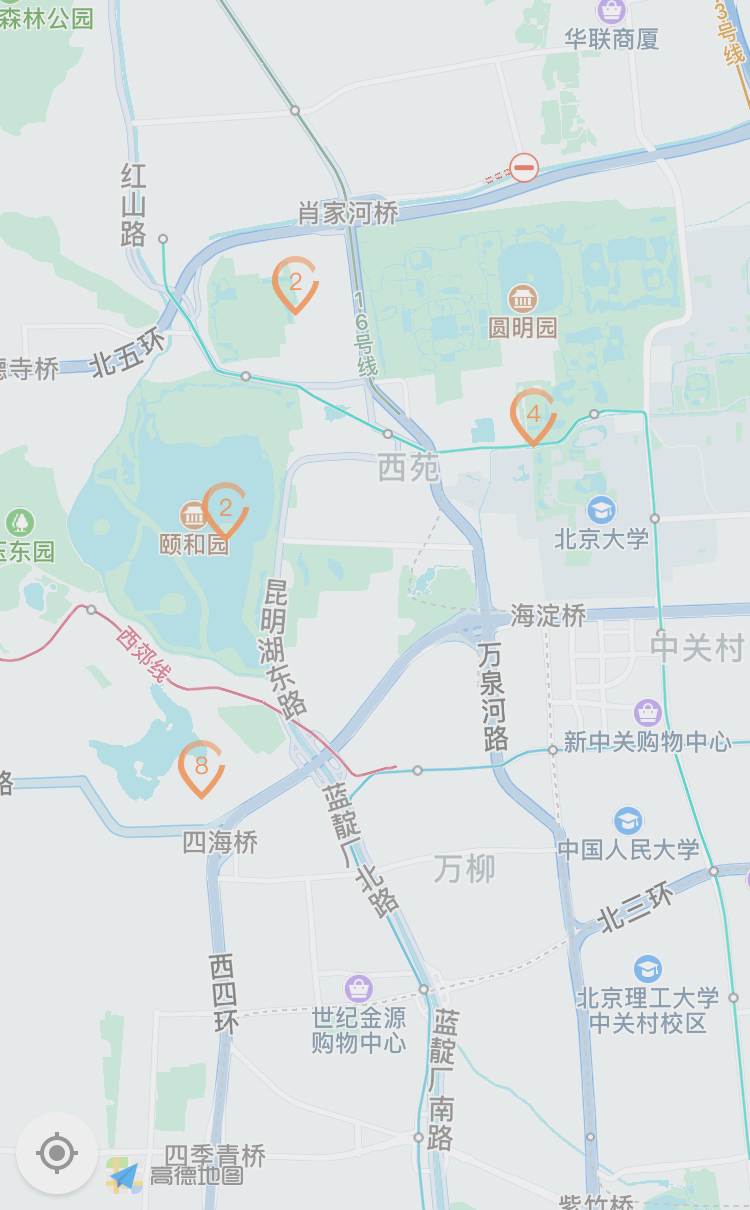 森林公园
华联商厦
3号线
红山路
肖家河桥
2
16号线
圆明园
北五环
德寺桥
4
西苑
2
颐和园
北京大学
玉东园
昆明湖东路
海淀桥
西郊线
万泉河路
中关村
新中关购物中心
8
路
蓝靛厂北路
四海桥
中国人民大学
万柳
北三环
西四环
世纪金源
购物中心
北京理工大学
中关村校区
蓝靛厂南路
四季青桥
高德地图
紫竹桥